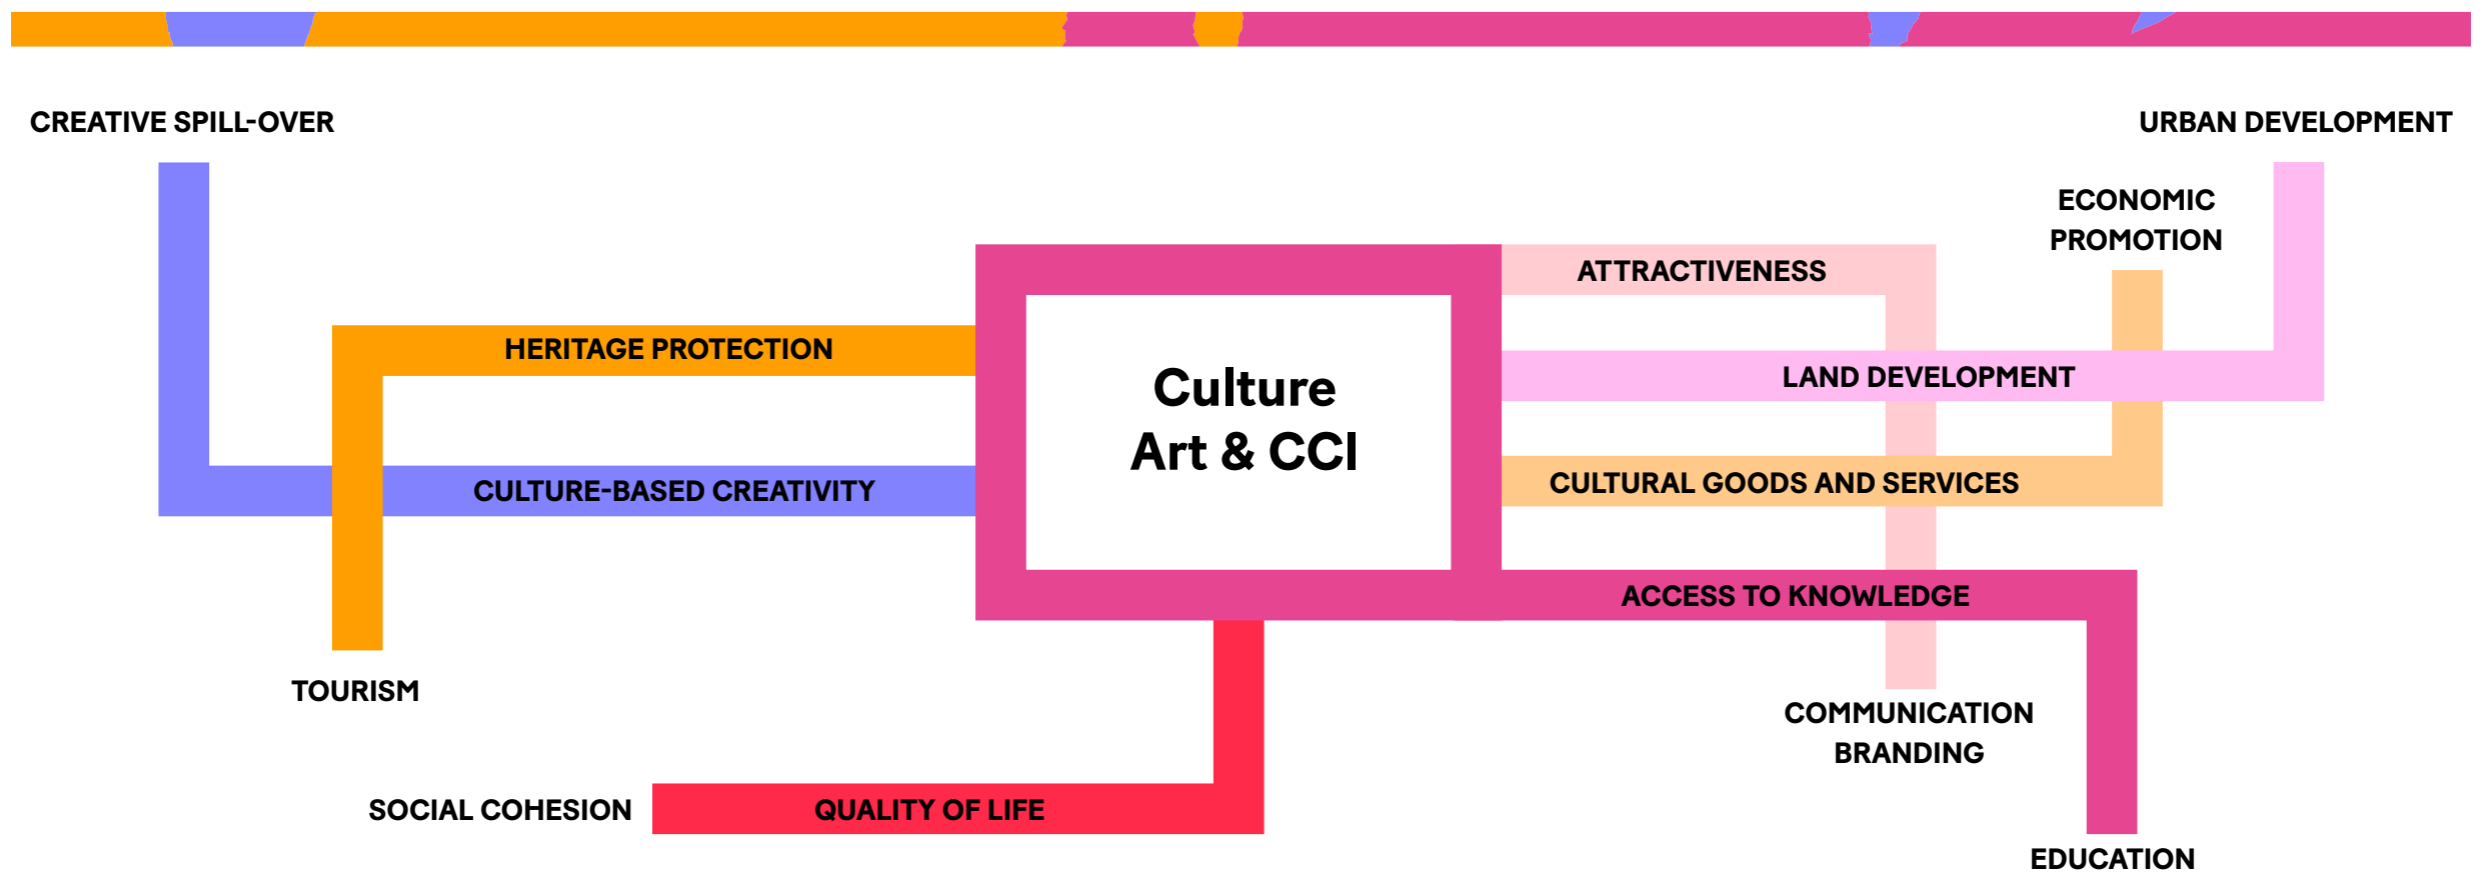 CREATIVE SPILL-OVER
URBAN DEVELOPMENT
ECONOMIC
PROMOTION
ATTRACTIVENESS
HERITAGE PROTECTION
LAND DEVELOPMENT
Culture
Art & CCI
CULTURE-BASED CREATIVITY
CULTURAL GOODS AND SERVICES
ACCESS TO KNOWLEDGE
TOURISM
COMMUNICATION
BRANDING
SOCIAL COHESION
QUALITY OF LIFE
EDUCATION